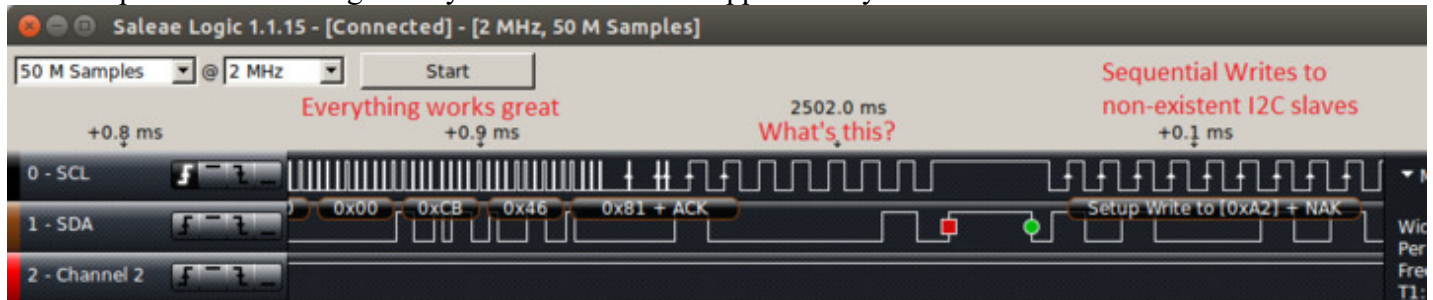 Saleae Logic 1.1.15 - [Connected] - [2 MHz, 50 M Samples]
50 M Samples @ 2 MHz Start
Sequential Writes to
Everything works great 2502.0 ms non-existent I2C slaves
+0.8 ms +0.9 ms What's this? +0.1 ms
0 - SCL
0x00 0xCB 0x46 0x81 + ACK Setup Write to [0xA2] + NAK
1 - SDA
2 - Channel 2
T1: